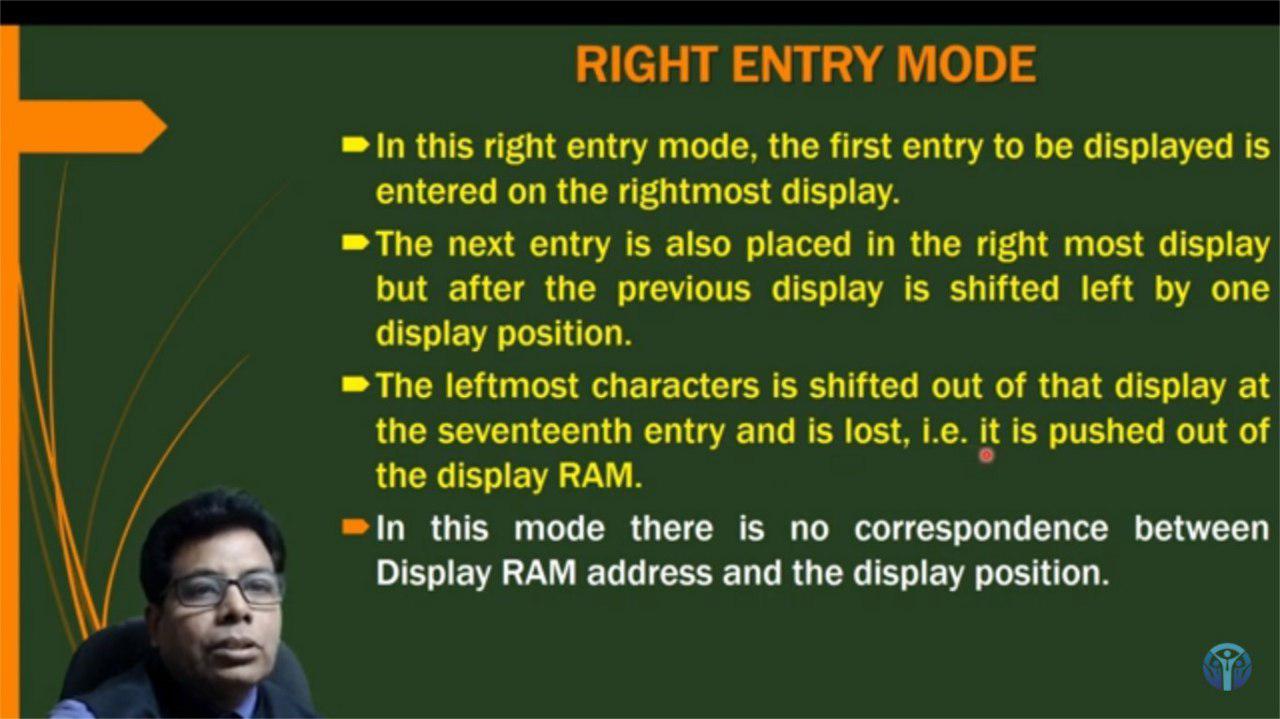 RIGHT ENTRY MODE
In this right entry mode, the first entry to be displayed is
entered on the rightmost display.
The next entry is also placed in the right most display
but after the previous display is shifted left by one
display position.
The leftmost characters is shifted out of that display at
the seventeenth entry and is lost, i.e. it is pushed out of
the display RAM.
In this mode there is no correspondence between
Display RAM address and the display position.